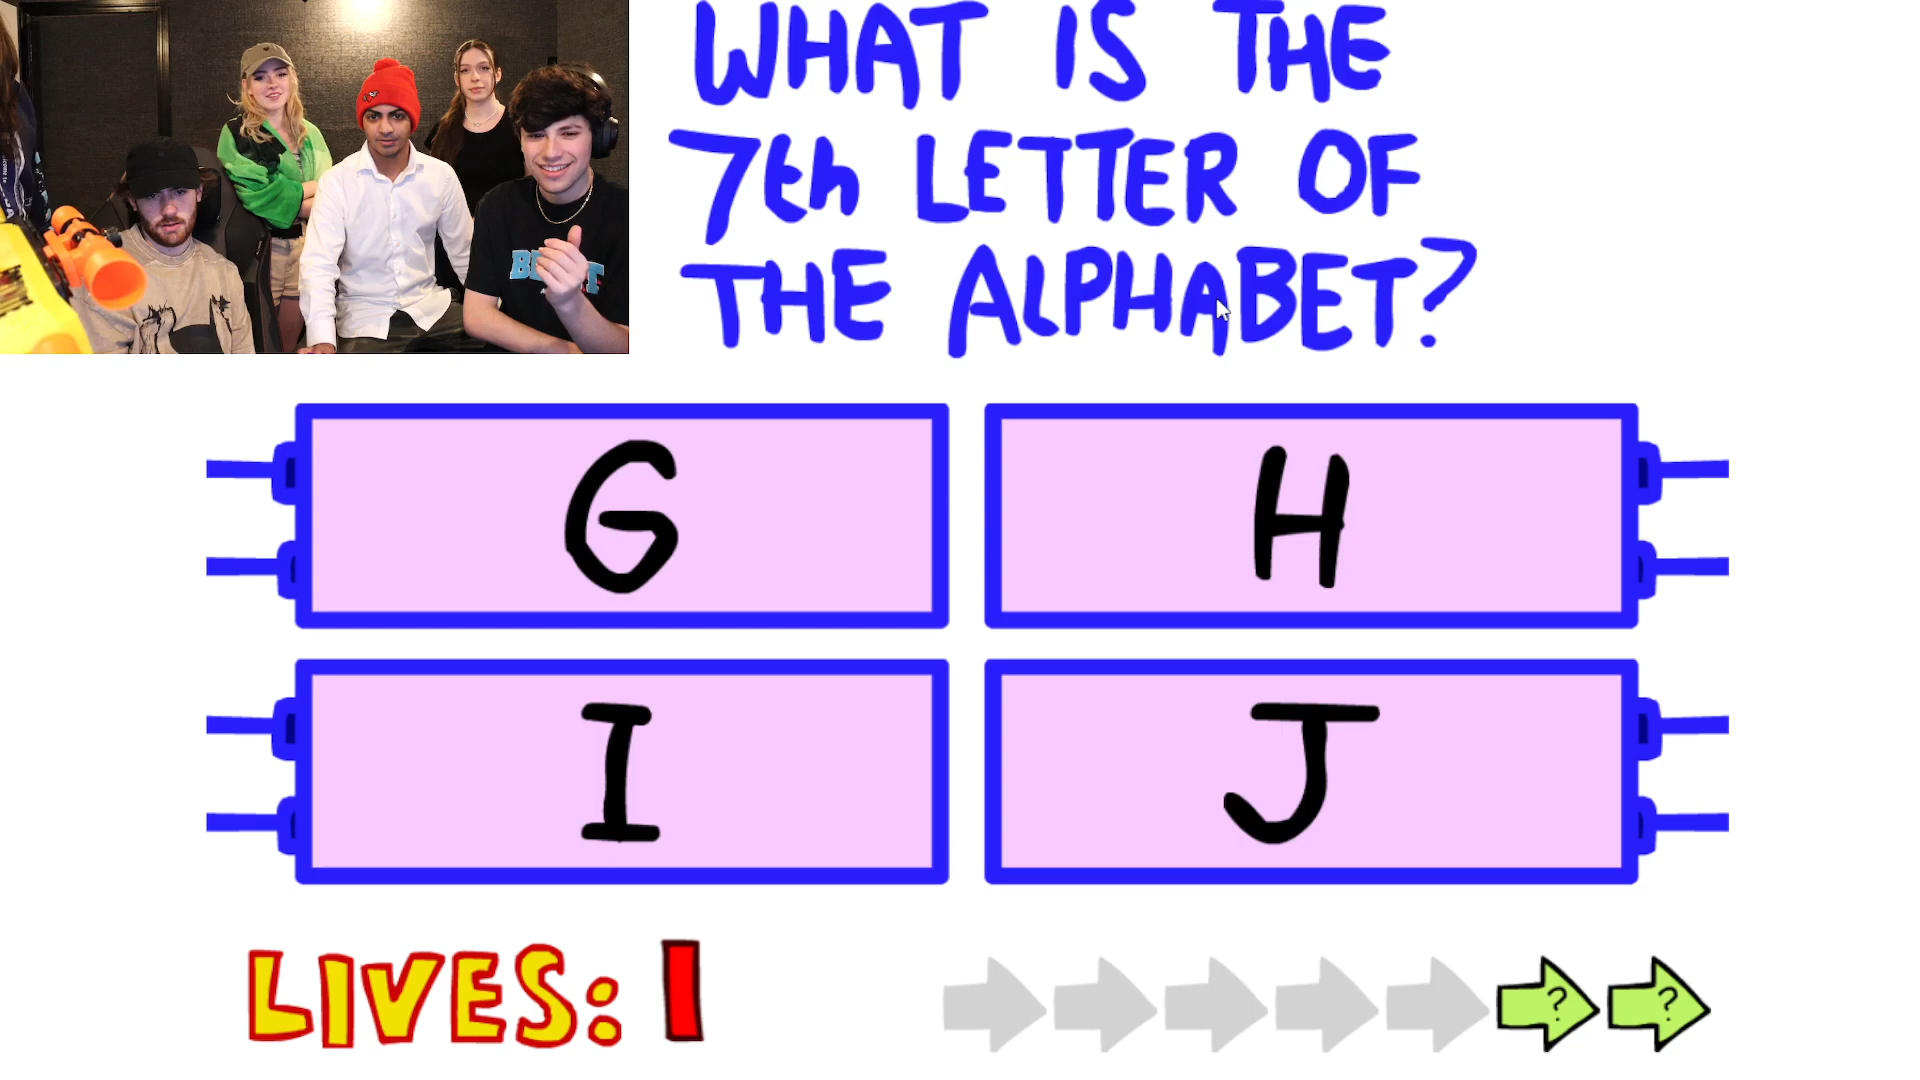 WHAT IS THE
7th LETTER OF
THE ALPHABET?
G
H
I
J
LIVES: 1
?
?